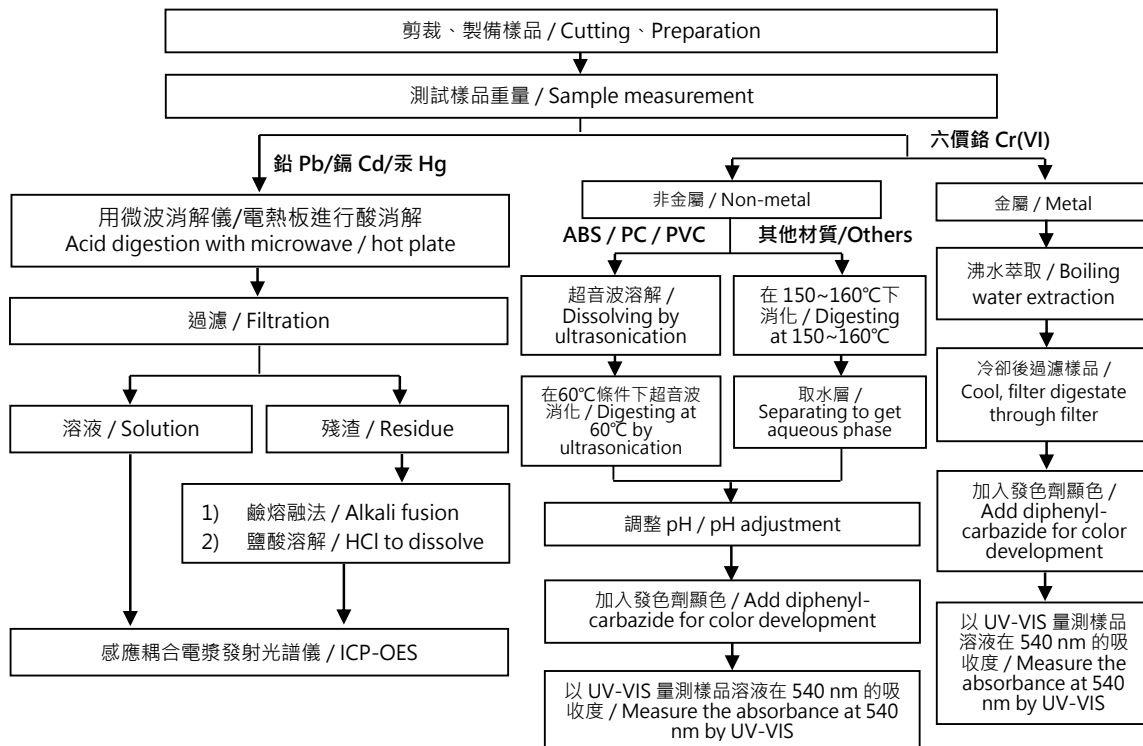 剪裁、製備樣品 / Cutting、Preparation
測試樣品重量 / Sample measurement
鉛 Pb/鎘 Cd/汞 Hg
用微波消解儀/電熱板進行酸消解
Acid digestion with microwave / hot plate
過濾 / Filtration
溶液 / Solution
殘渣 / Residue
1) 鹼熔融法 / Alkali fusion
2) 鹽酸溶解 / HCl to dissolve
感應耦合電漿發射光譜儀 / ICP-OES
六價鉻 Cr(VI)
非金屬 / Non-metal
ABS / PC / PVC
超音波溶解 /
Dissolving by
ultrasonication
在60℃條件下超音波
消化 / Digesting at
60℃ by
ultrasonication
其他材質/Others
在 150~160℃下
消化 / Digesting
at 150~160℃
取水層 /
Separating to get
aqueous phase
調整 pH / pH adjustment
加入發色劑顯色 / Add diphenyl-
carbazide for color development
以 UV-VIS 量測樣品溶液在 540 nm 的吸
收度 / Measure the absorbance at 540
nm by UV-VIS
金屬 / Metal
沸水萃取 / Boiling
water extraction
冷卻後過濾樣品 /
Cool, filter digestate
through filter
加入發色劑顯色 /
Add diphenyl-
carbazide for color
development
以 UV-VIS 量測樣品
溶液在 540 nm 的吸
收度 / Measure the
absorbance at 540
nm by UV-VIS